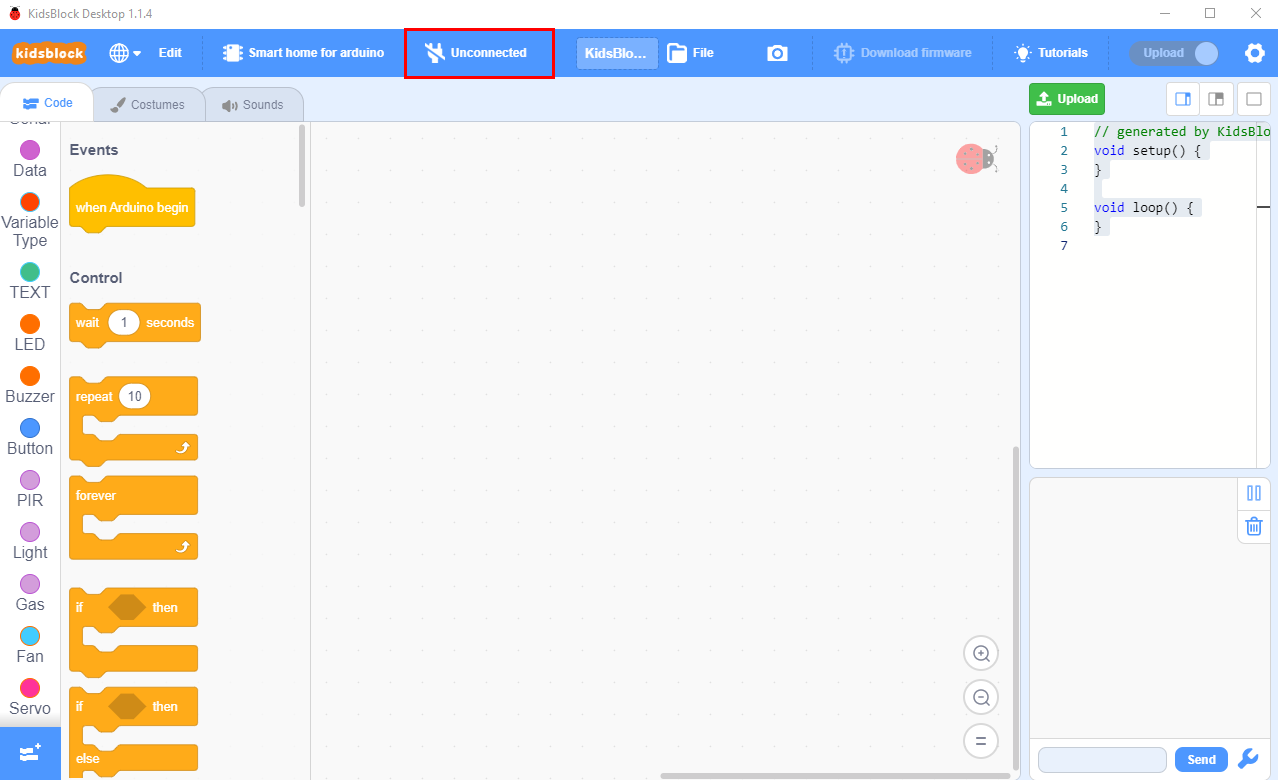 KidsBlock Desktop 1.1.4
kidsblock
Edit
Smart home for arduino
Unconnected
KidsBlo...
File
Download firmware
Tutorials
Upload
Code
Costumes
Sounds
Upload
Data
Variable
Type
TEXT
LED
Buzzer
Button
PIR
Light
Gas
Fan
Servo
Events
when Arduino begin
Control
wait 1 seconds
repeat 10
forever
if then
if then
else
1 // generated by KidsBlo
2 void setup() {
3 }
4
5 void loop() {
6 }
7
Send